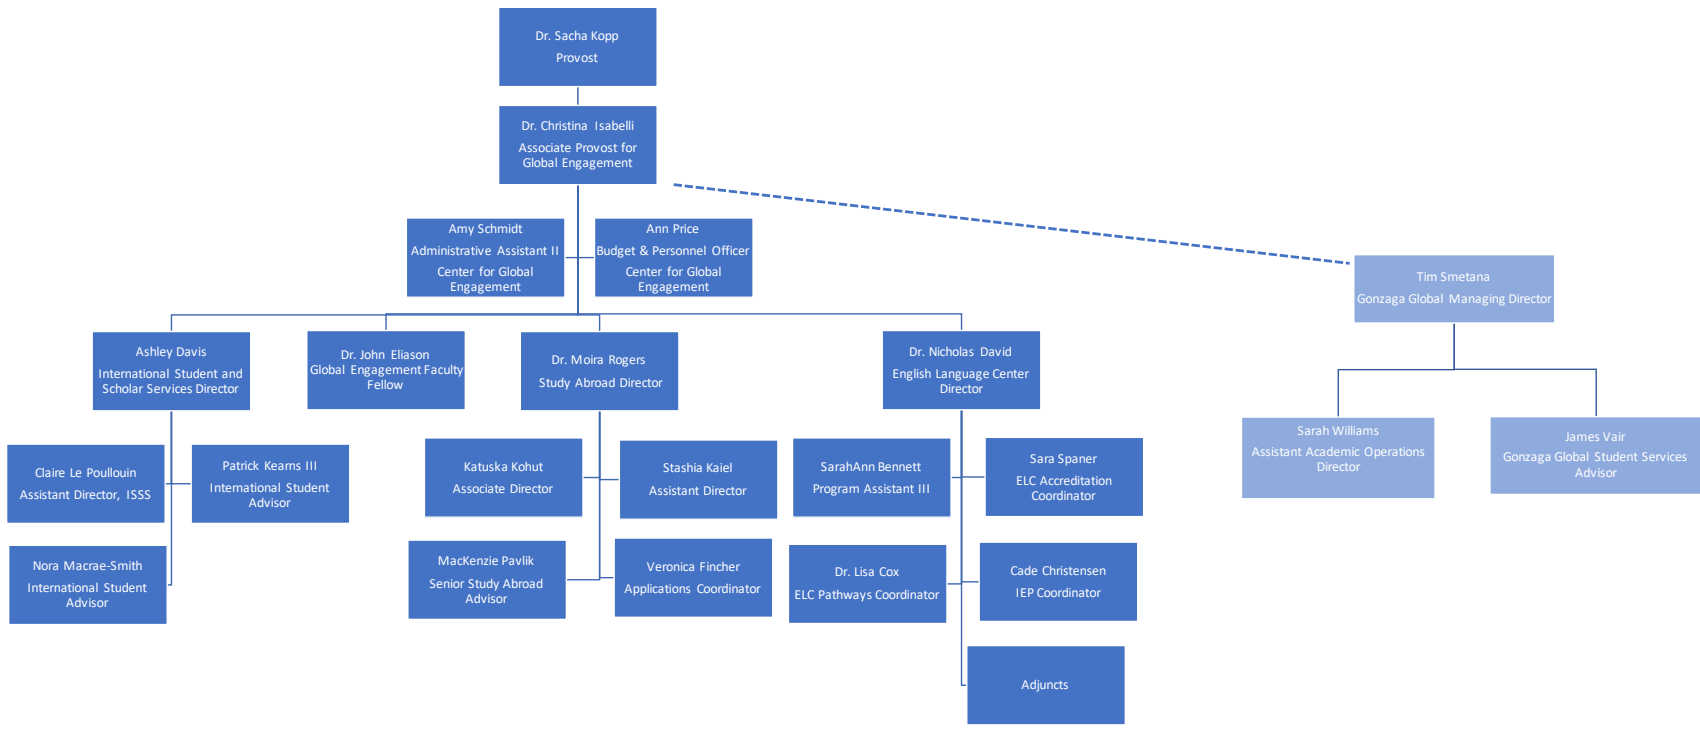 Dr. Sacha Kopp
Provost
Dr. Christina Isabelli
Associate Provost for
Global Engagement
Amy Schmidt
Administrative Assistant II
Center for Global
Engagement
Ann Price
Budget & Personnel Officer
Center for Global
Engagement
Tim Smetana
Gonzaga Global Managing Director
Ashley Davis
International Student and
Scholar Services Director
Dr. John Eliason
Global Engagement Faculty
Fellow
Dr. Moira Rogers
Study Abroad Director
Dr. Nicholas David
English Language Center
Director
Sarah Williams
Assistant Academic Operations
Director
James Vair
Gonzaga Global Student Services
Advisor
Claire Le Poullouin
Assistant Director, ISSS
Patrick Kearns III
International Student
Advisor
Katuska Kohut
Associate Director
Stashia Kaiel
Assistant Director
SarahAnn Bennett
Program Assistant III
Sara Spaner
ELC Accreditation
Coordinator
Nora Macrae-Smith
International Student
Advisor
MacKenzie Pavlik
Senior Study Abroad
Advisor
Veronica Fincher
Applications Coordinator
Dr. Lisa Cox
ELC Pathways Coordinator
Cade Christensen
IEP Coordinator
Adjuncts